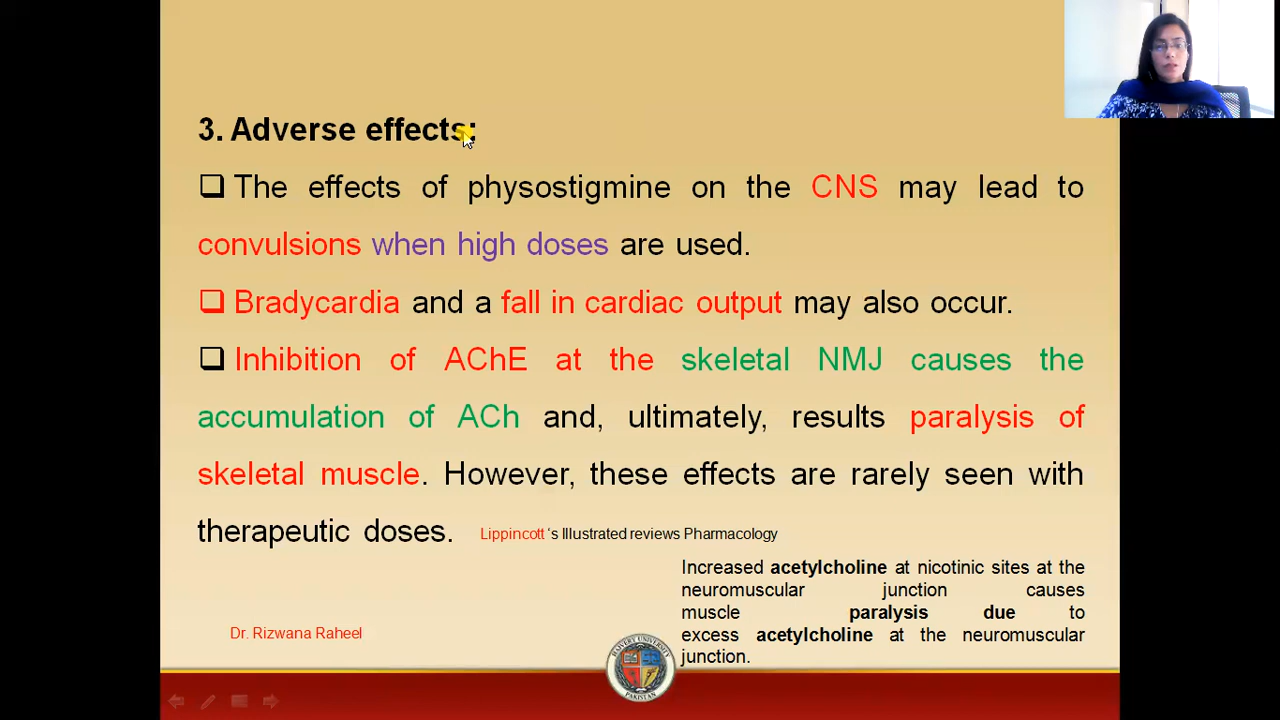 3. Adverse effects:
The effects of physostigmine on the CNS may lead to
convulsions when high doses are used.
Bradycardia and a fall in cardiac output may also occur.
Inhibition of AChE at the skeletal NMJ causes the
accumulation of ACh and, ultimately, results paralysis of
skeletal muscle. However, these effects are rarely seen with
therapeutic doses. Lippincott 's Illustrated reviews Pharmacology
Increased acetylcholine at nicotinic sites at the
neuromuscular junction causes
muscle paralysis due to
excess acetylcholine at the neuromuscular
junction.
Dr. Rizwana Raheel
PAKISTAN